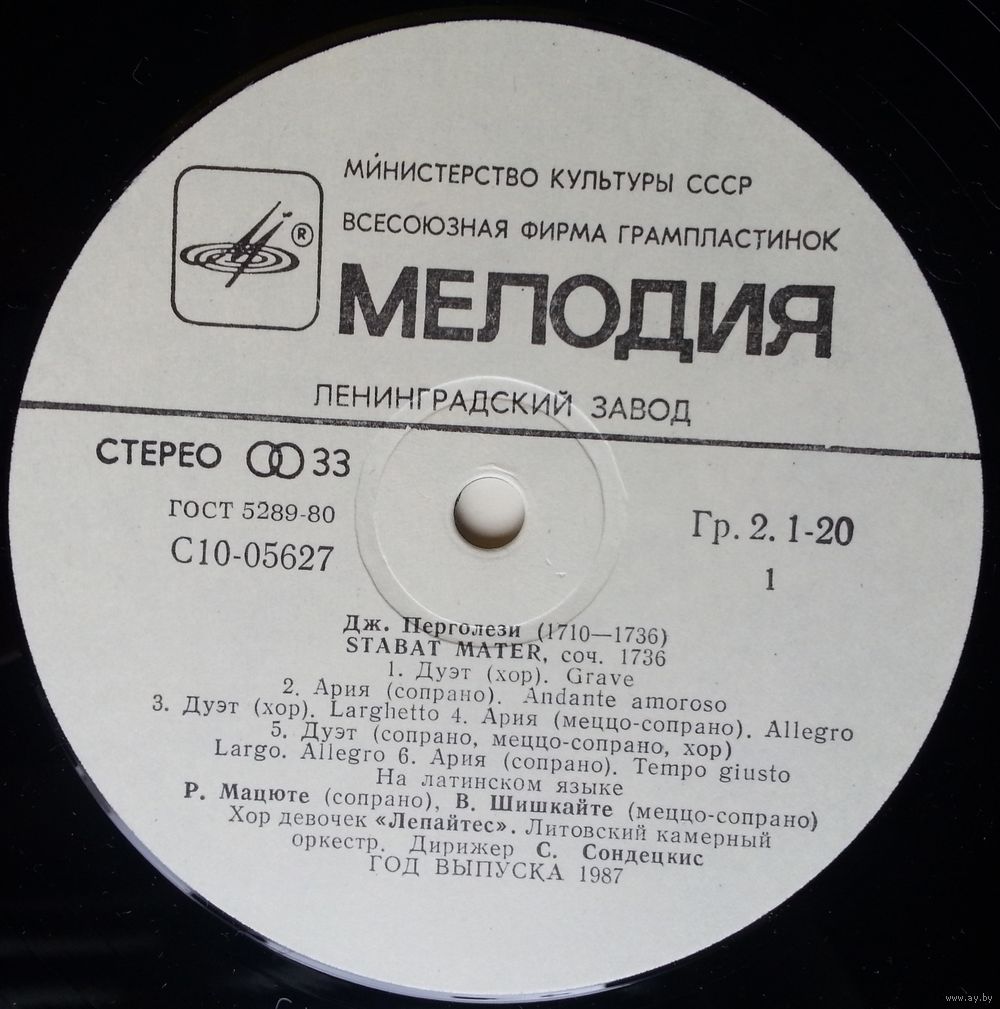 МИНИСТЕРСТВО КУЛЬТУРЫ СССР
ВСЕСОЮЗНАЯ ФИРМА ГРАМПЛАСТИНОК
®
МЕЛОДИЯ
ЛЕНИНГРАДСКИЙ ЗАВОД
СТЕРЕО 33
ГОСТ 5289-80
Гр. 2. 1-20
С10-05627
1
Дж. Перголези (1710—1736)
STABAT MATER, соч. 1736
1. Дуэт (хор). Grave
2. Ария (сопрано). Andante amoroso
3. Дуэт (хор). Larghetto 4. Ария (меццо-сопрано). Allegro
5. Дуэт (сопрано, меццо-сопрано, хор)
Largo. Allegro 6. Ария (сопрано). Tempo giusto
На латинском языке
Р. Мацюте (сопрано), В. Шишкайте (меццо-сопрано)
Хор девочек «Лепайтес». Литовский камерный
оркестр. Дирижер С. Сондецкис
ГОД ВЫПУСКА 1987
www.ay.by